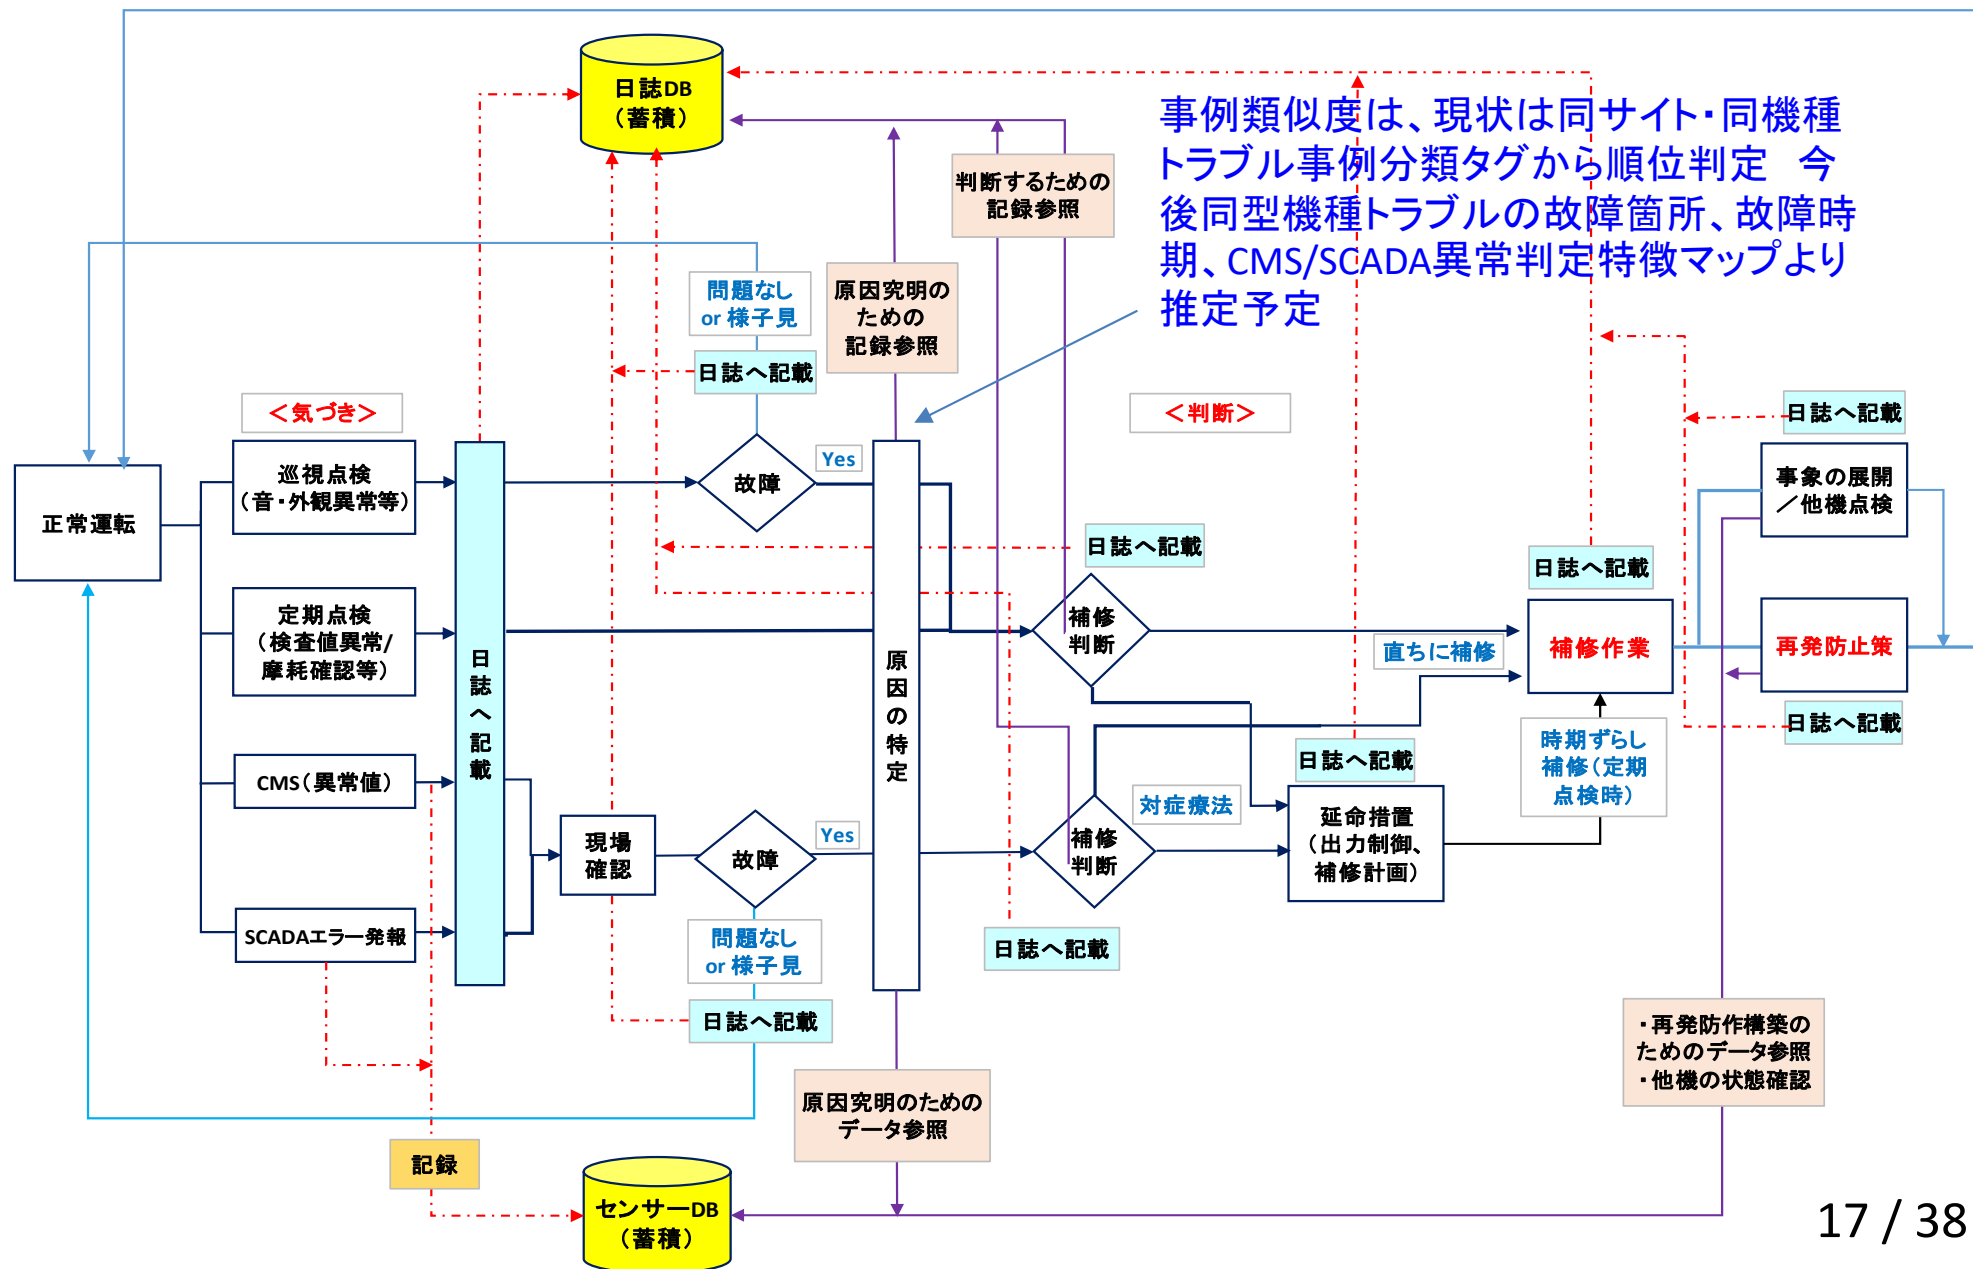 日誌DB
（蓄積）
事例類似度は、現状は同サイト・同機種
トラブル事例分類タグから順位判定　今
後同型機種トラブルの故障箇所、故障時
期、CMS/SCADA異常判定特徴マップより
推定予定
判断するための
記録参照
原因究明の
ための
記録参照
問題なし
or 様子見
日誌へ記載
＜気づき＞
＜判断＞
日誌へ記載
正常運転
巡視点検
（音・外観異常等）
故障
Yes
事象の展開
／他機点検
日誌へ記載
日誌へ記載
定期点検
（検査値異常/
摩耗確認等）
日誌へ記載
原因の特定
補修
判断
直ちに補修
補修作業
再発防止策
日誌へ記載
時期ずらし
補修（定期
点検時）
日誌へ記載
CMS（異常値）
現場
確認
故障
Yes
補修
判断
対症療法
延命措置
（出力制御、
補修計画）
SCADAエラー発報
問題なし
or 様子見
日誌へ記載
日誌へ記載
・再発防作構築の
ためのデータ参照
・他機の状態確認
原因究明のための
データ参照
記録
センサーDB
（蓄積）
17 / 38